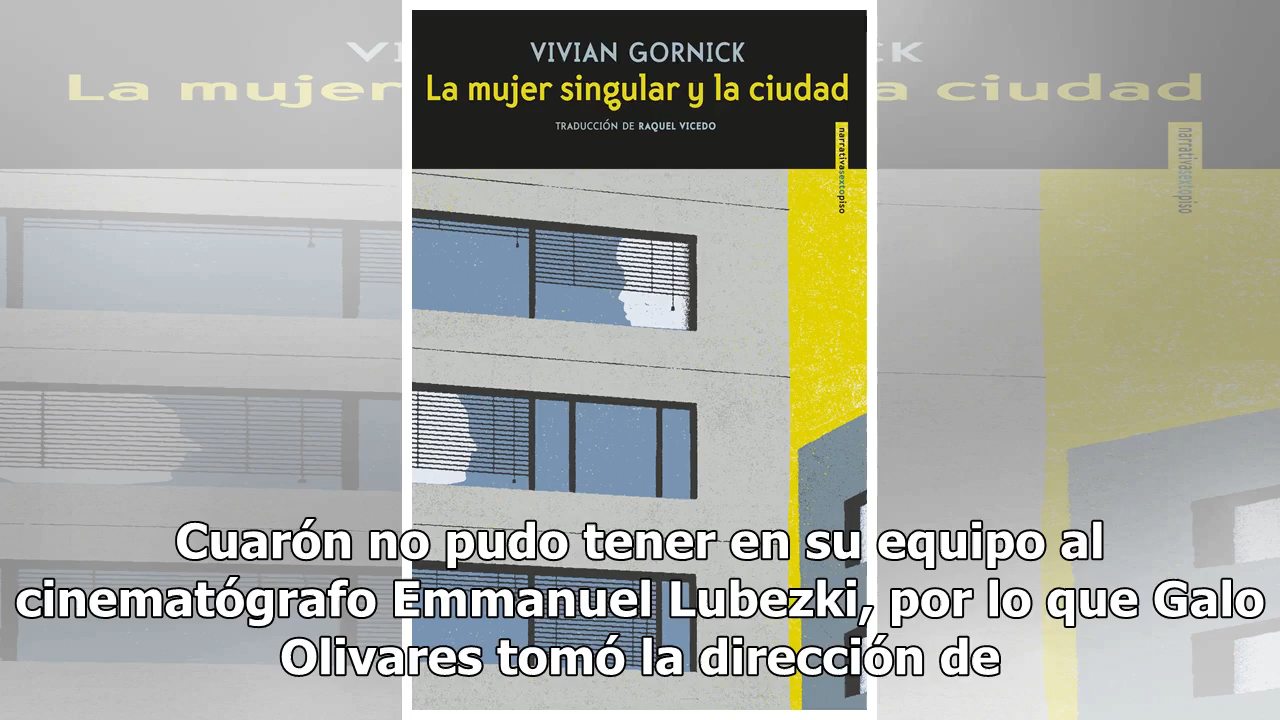 VIVIAN GORNICK
La mujer singular y la ciudad
TRADUCCIÓN DE RAQUEL VICEDO
narrativasextopiso
Cuarón no pudo tener en su equipo al
cinematógrafo Emmanuel Lubezki, por lo que Galo
Olivares tomó la dirección de